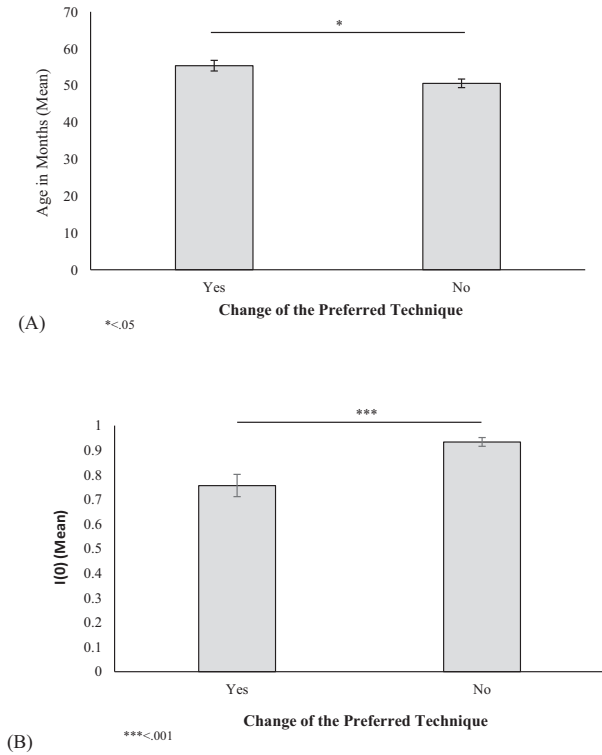 70
60
50
40
30
20
10
0
Age in Months (Mean)
*
Yes No
Change of the Preferred Technique
(A) *<.05
1
0.9
0.8
0.7
0.6
0.5
0.4
0.3
0.2
0.1
0
I(0) (Mean)
***
Yes No
Change of the Preferred Technique
(B) ***<.001